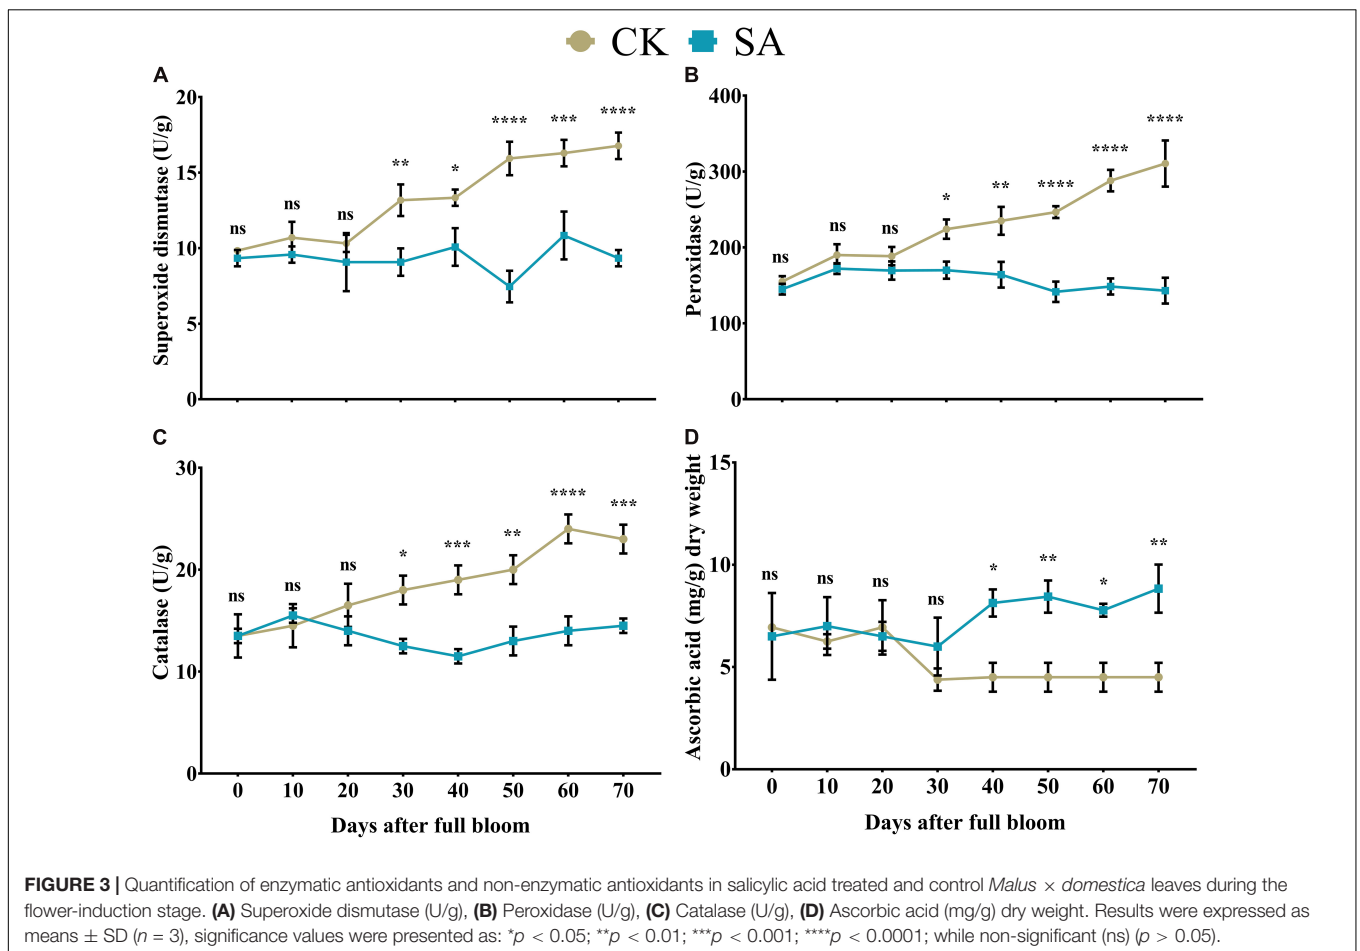 CK SA
A
20
15
10
5
0
Superoxide dismutase (U/g)
ns
ns
ns
**
*
****
***
****
B
400
300
200
100
0
Peroxidase (U/g)
ns
ns
ns
*
**
****
****
****
C
30
20
10
0
Catalase (U/g)
ns
ns
ns
*
***
**
****
***
0 10 20 30 40 50 60 70
Days after full bloom
D
15
10
5
0
Ascorbic acid (mg/g) dry weight
ns
ns
ns
ns
*
**
*
**
0 10 20 30 40 50 60 70
Days after full bloom
FIGURE 3 | Quantification of enzymatic antioxidants and non-enzymatic antioxidants in salicylic acid treated and control Malus × domestica leaves during the
flower-induction stage. (A) Superoxide dismutase (U/g), (B) Peroxidase (U/g), (C) Catalase (U/g), (D) Ascorbic acid (mg/g) dry weight. Results were expressed as
means ± SD (n = 3), significance values were presented as: *p < 0.05; **p < 0.01; ***p < 0.001; ****p < 0.0001; while non-significant (ns) (p > 0.05).